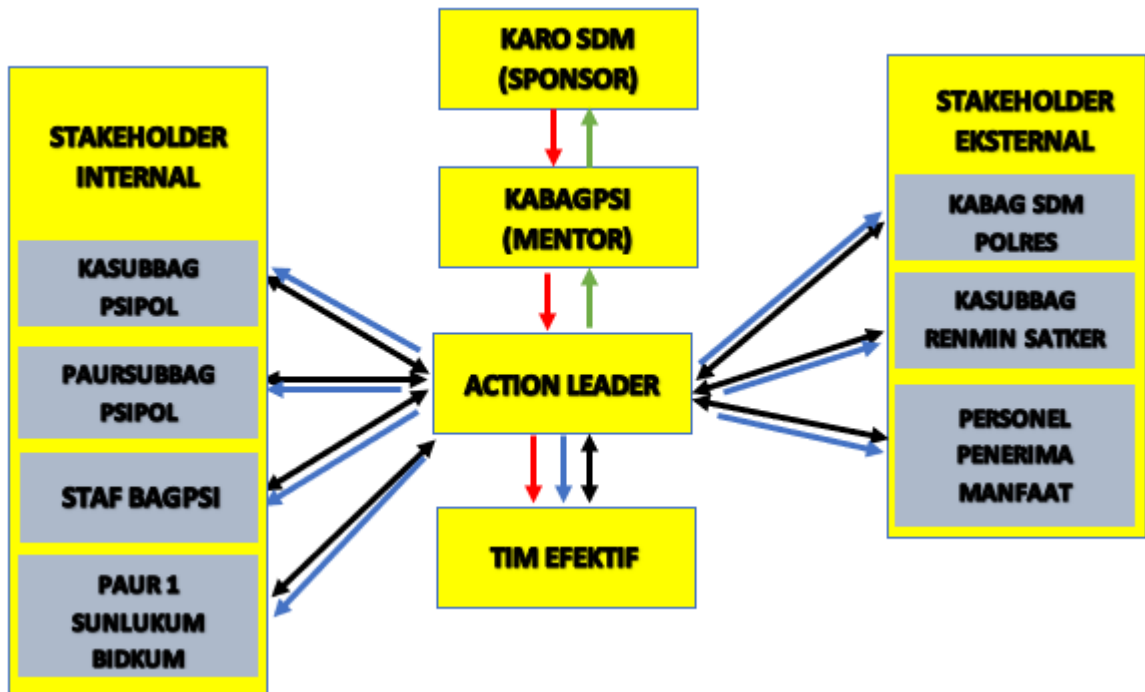 KARO SDM
(SPONSOR)
STAKEHOLDER
INTERNAL
KASUBBAG
PSIPOL
PAURSUBBAG
PSIPOL
STAF BAGPSI
PAUR 1
SUNLUKUM
BIDKUM
KABAGPSI
(MENTOR)
ACTION LEADER
TIM EFEKTIF
STAKEHOLDER
EKSTERNAL
KABAG SDM
POLRES
KASUBBAG
RENMIN SATKER
PERSONEL
PENERIMA
MANFAAT